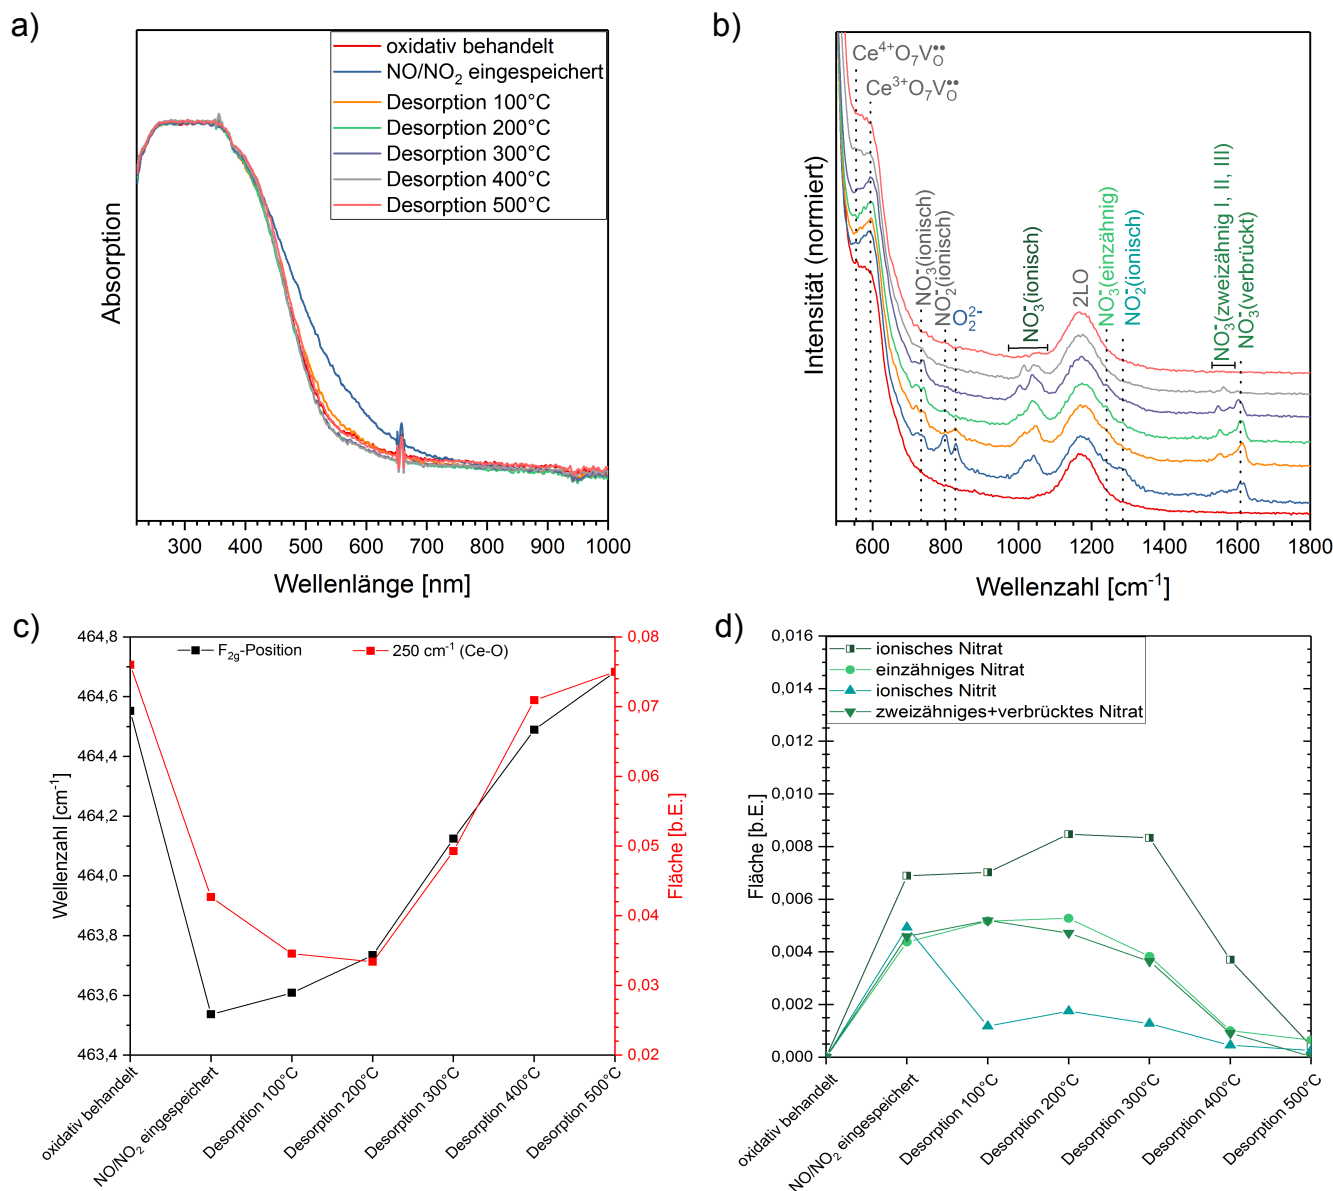 a)
oxidativ behandelt
NO/NO₂ eingespeichert
Desorption 100°C
Desorption 200°C
Desorption 300°C
Desorption 400°C
Desorption 500°C
Absorption
300 400 500 600 700 800 900 1000
Wellenlänge [nm]
b)
Ce⁴⁺O₇V_O^••
Ce³⁺O₇V_O^••
NO₃⁻(ionisch)
NO₂⁻(ionisch)
O₂²⁻
NO₃⁻(ionisch)
2LO
NO₃⁻(einzähnig)
NO₂⁻(ionisch)
NO₃⁻(zweizähnig I, II, III)
NO₃⁻(verbrückt)
Intensität (normiert)
600 800 1000 1200 1400 1600 1800
Wellenzahl [cm⁻¹]
c)
F₂g-Position
250 cm⁻¹ (Ce-O)
464,8
464,6
464,4
464,2
464,0
463,8
463,6
463,4
Wellenzahl [cm⁻¹]
0,08
0,07
0,06
0,05
0,04
0,03
0,02
Fläche [b.E.]
oxidativ behandelt
NO/NO₂ eingespeichert
Desorption 100°C
Desorption 200°C
Desorption 300°C
Desorption 400°C
Desorption 500°C
d)
ionisches Nitrat
einzähniges Nitrat
ionisches Nitrit
zweizähniges+verbrücktes Nitrat
0,016
0,014
0,012
0,010
0,008
0,006
0,004
0,002
0,000
Fläche [b.E.]
oxidativ behandelt
NO/NO₂ eingespeichert
Desorption 100°C
Desorption 200°C
Desorption 300°C
Desorption 400°C
Desorption 500°C